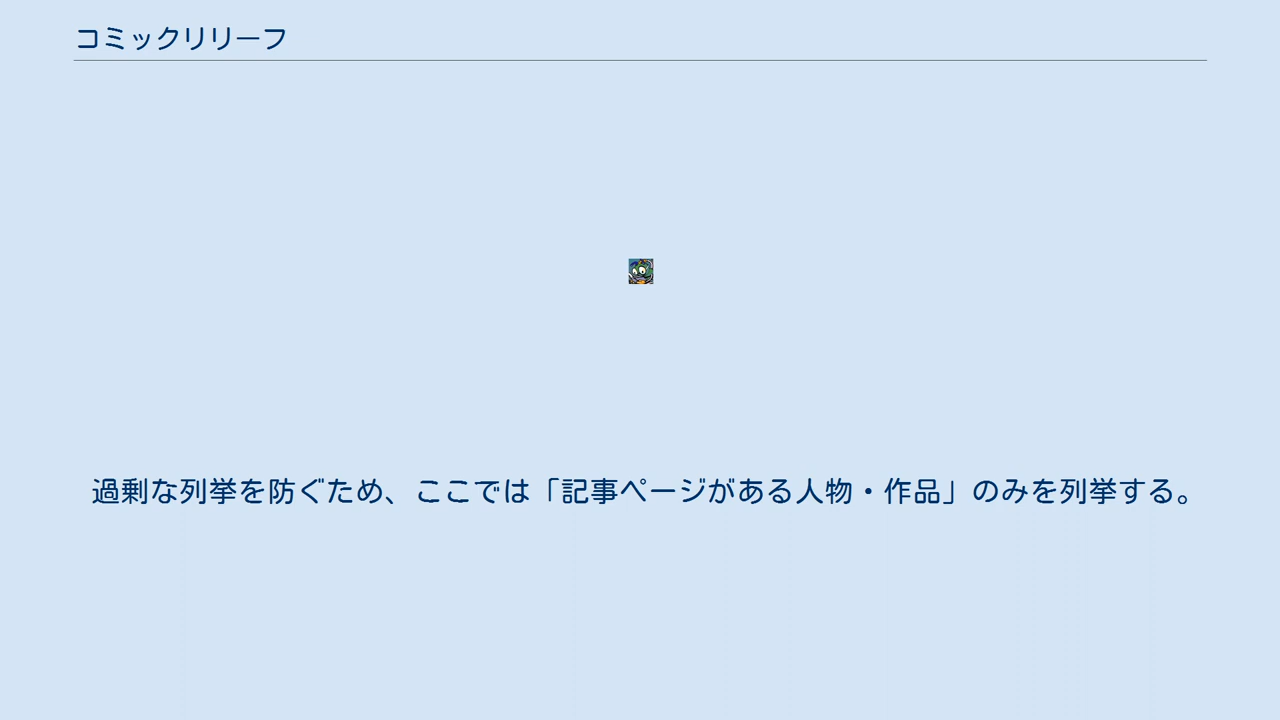 コミックリリーフ
過剰な列挙を防ぐため、ここでは「記事ページがある人物・作品」のみを列挙する。